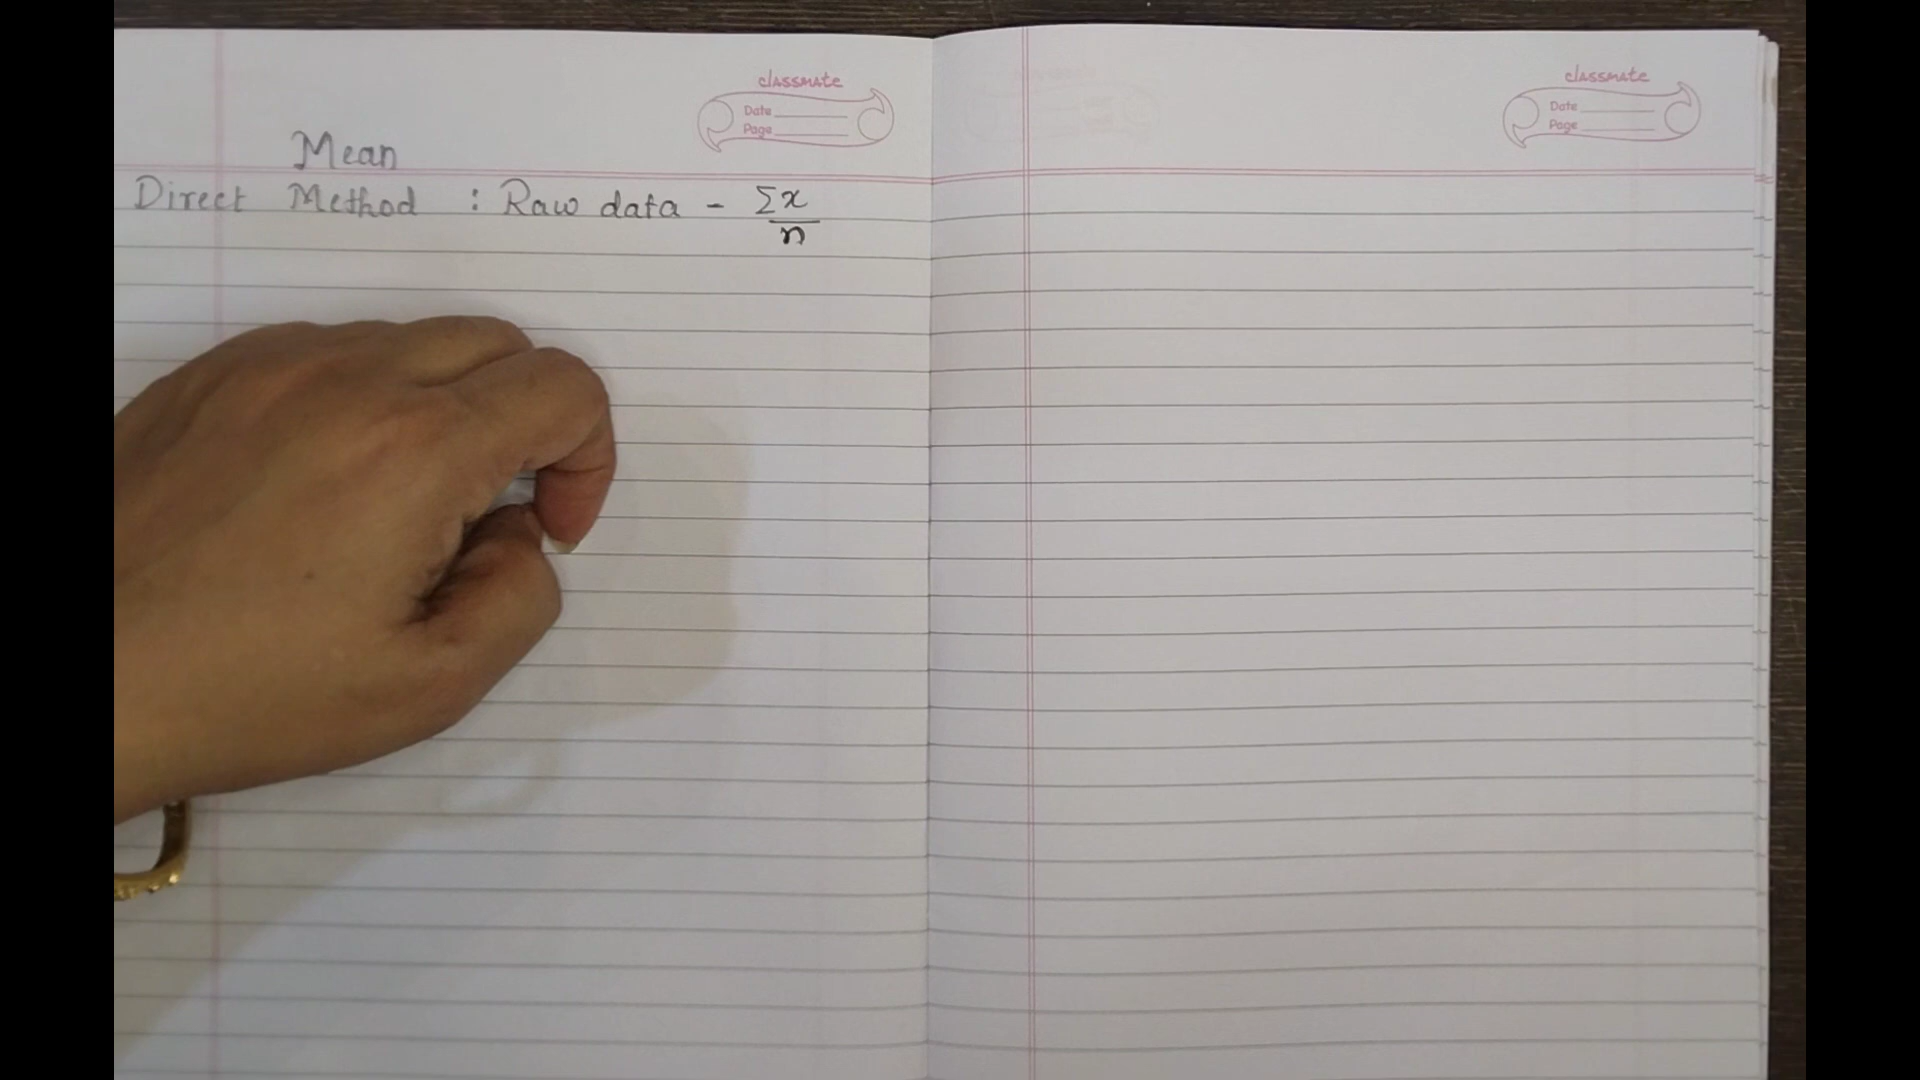 classmate
Date
Page
Mean
Direct Method : Raw data - Σx
n
classmate
Date
Page